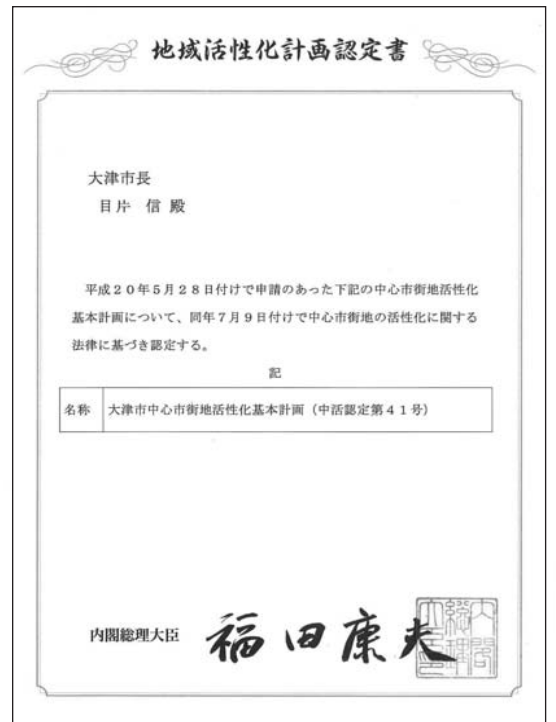 地域活性化計画認定書
大津市長
目片 信 殿
平成20年5月28日付けで申請のあった下記の中心市街地活性化
基本計画について、同年7月9日付けで中心市街地の活性化に関する
法律に基づき認定する。
記
名称 大津市中心市街地活性化基本計画(中活認定第41号)
内閣総理大臣 福田康夫
内閣
総理
大臣